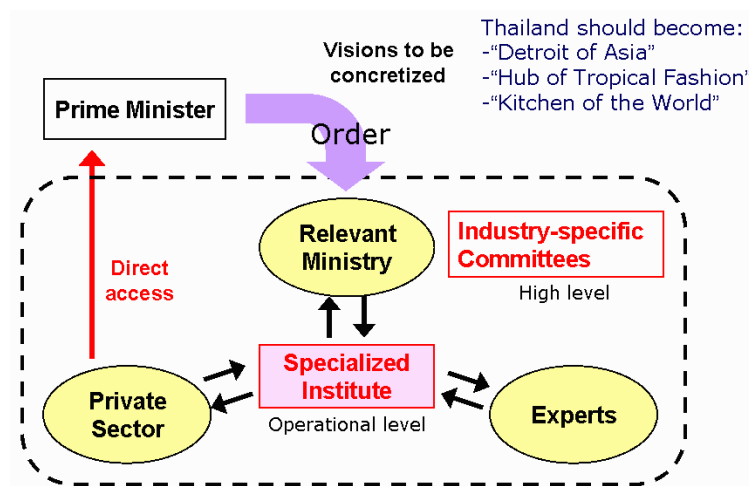 Thailand should become:
-“Detroit of Asia”
-“Hub of Tropical Fashion”
-“Kitchen of the World”
Visions to be
concretized
Prime Minister
Order
Relevant
Ministry
Industry-specific
Committees
High level
Direct
access
Specialized
Institute
Operational level
Private
Sector
Experts